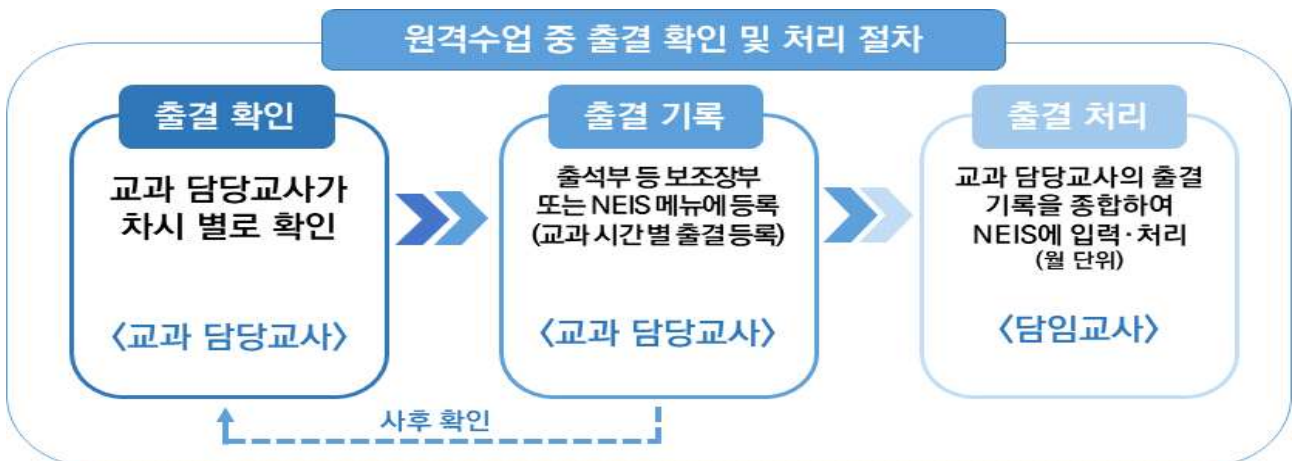 원격수업 중 출결 확인 및 처리 절차
출결 확인
교과 담당교사가
차시 별로 확인
〈교과 담당교사〉
출결 기록
출석부 등 보조장부
또는 NEIS 메뉴에 등록
(교과 시간 별 출결 등록)
〈교과 담당교사〉
출결 처리
교과 담당교사의 출결
기록을 종합하여
NEIS에 입력·처리
(월 단위)
〈담임교사〉
사후 확인